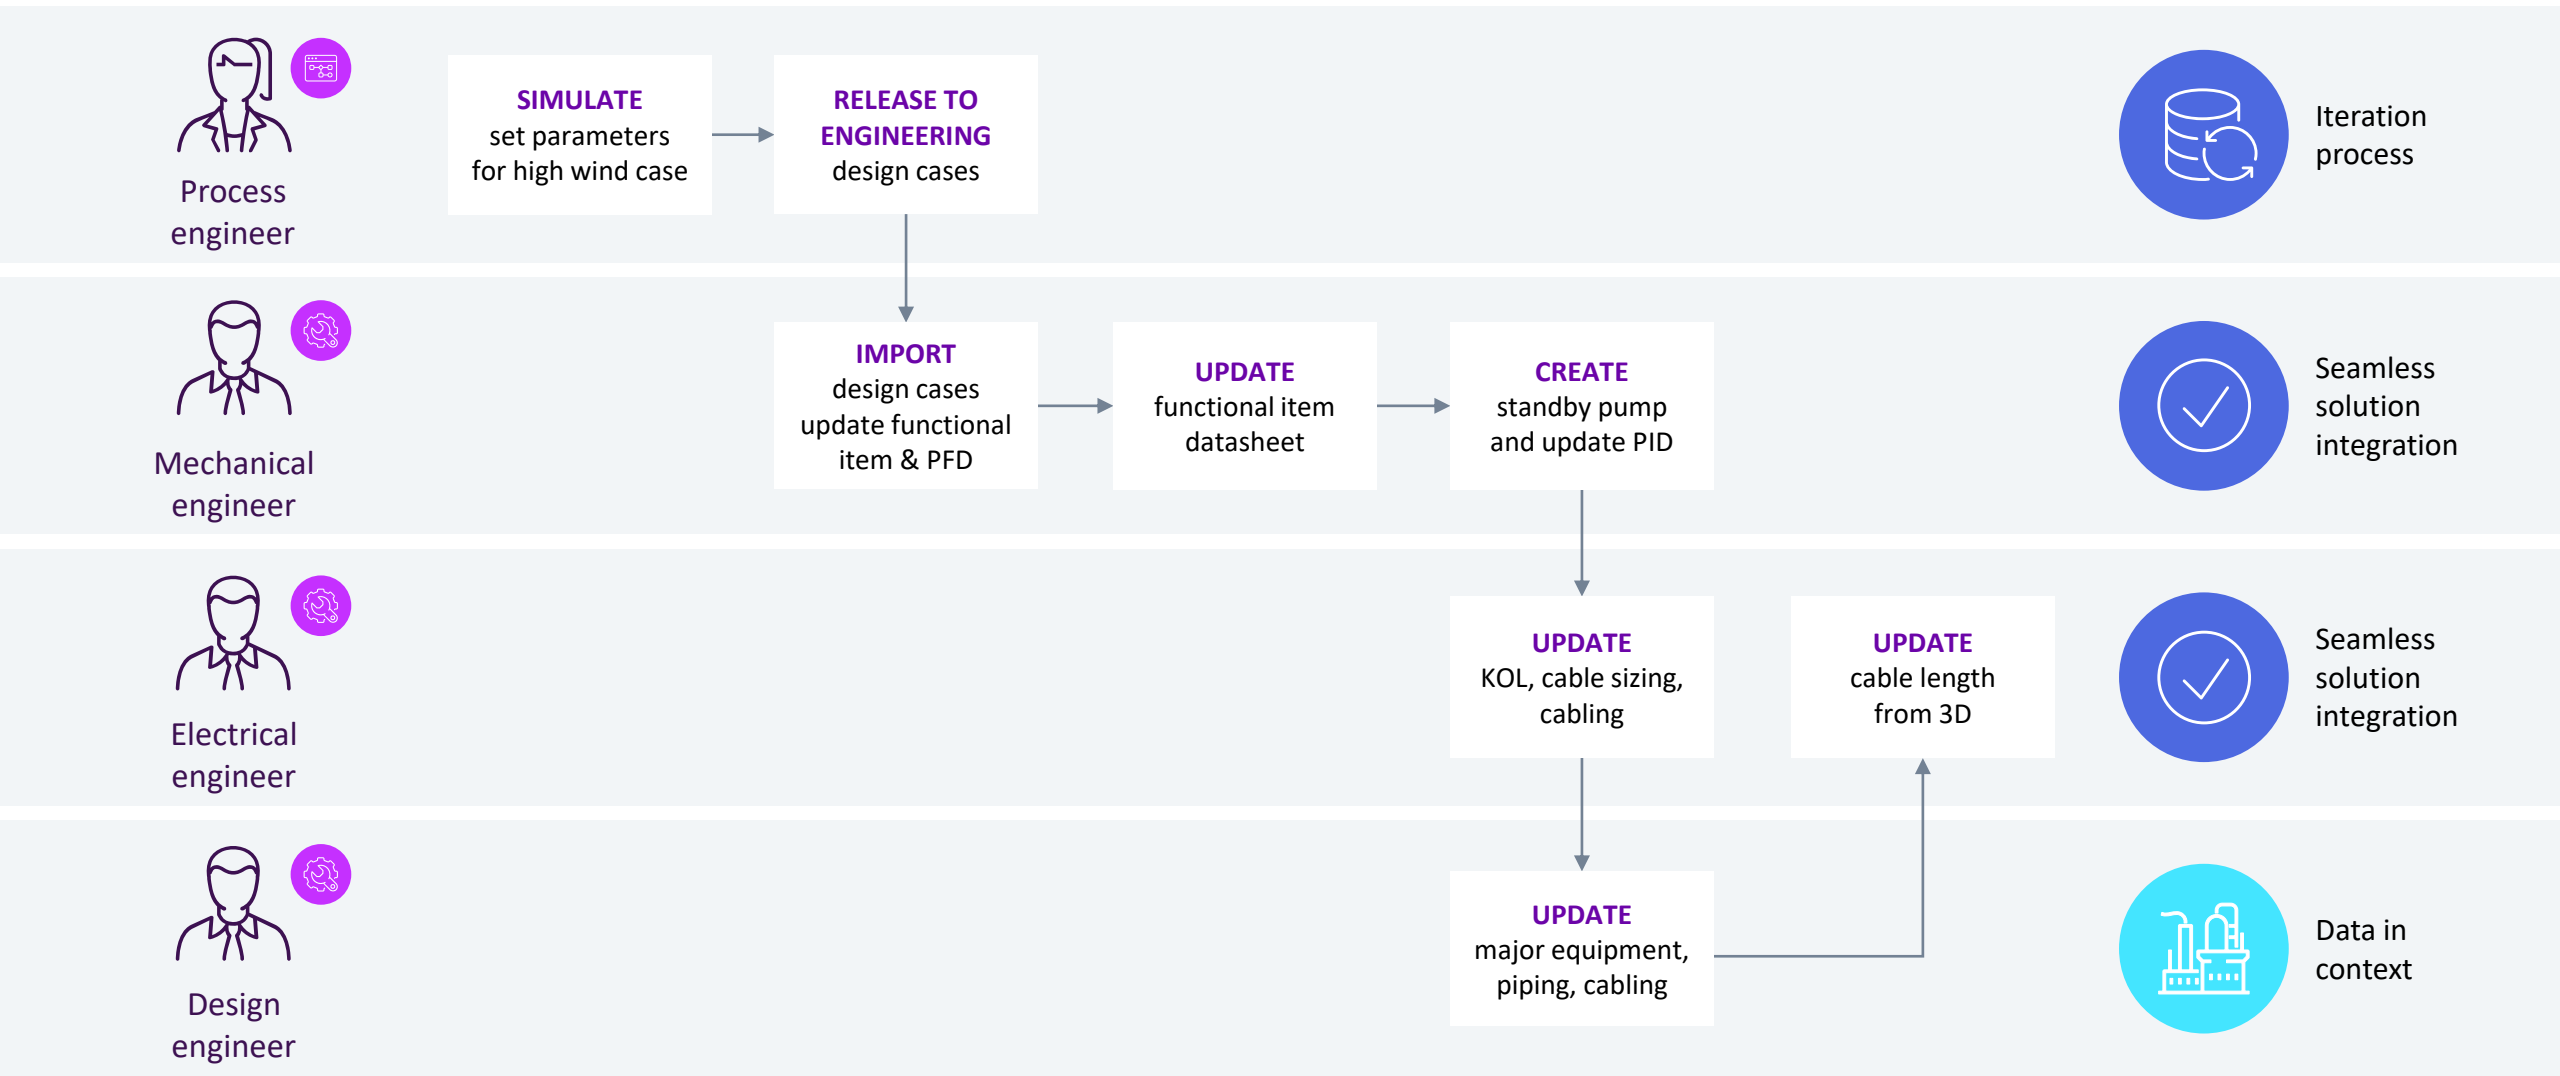 Process
engineer
SIMULATE
set parameters
for high wind case
RELEASE TO
ENGINEERING
design cases
Iteration
process
Mechanical
engineer
IMPORT
design cases
update functional
item & PFD
UPDATE
functional item
datasheet
CREATE
standby pump
and update PID
Seamless
solution
integration
Electrical
engineer
UPDATE
KOL, cable sizing,
cabling
UPDATE
cable length
from 3D
Seamless
solution
integration
Design
engineer
UPDATE
major equipment,
piping, cabling
Data in
context